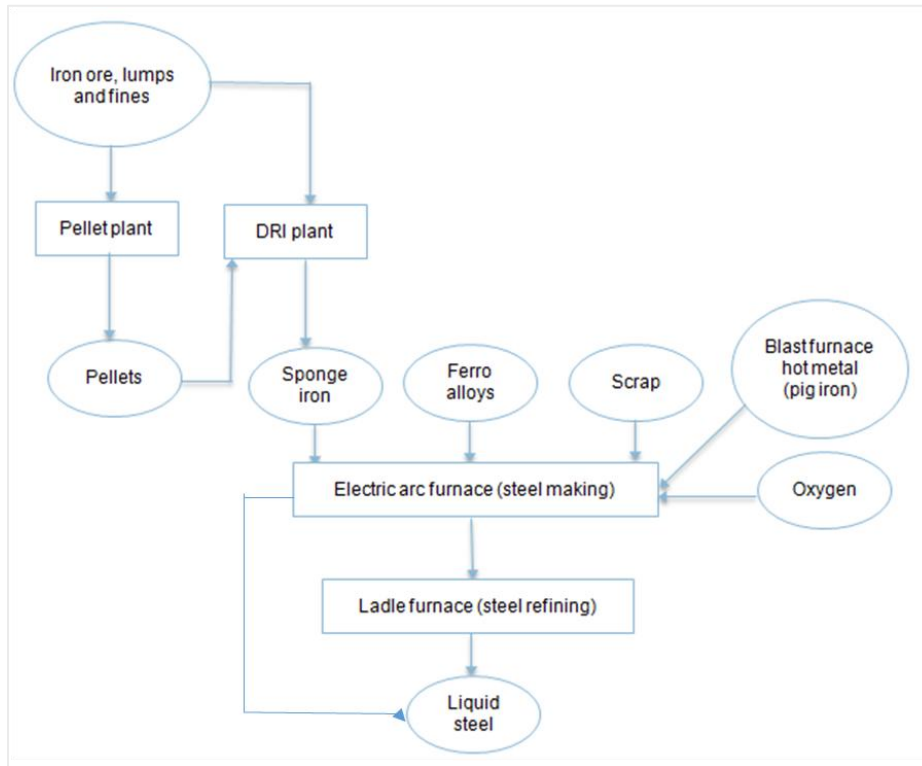 Iron ore, lumps
and fines
Pellet plant
DRI plant
Pellets
Sponge
iron
Ferro
alloys
Scrap
Blast furnace
hot metal
(pig iron)
Electric arc furnace (steel making)
Oxygen
Ladle furnace (steel refining)
Liquid
steel